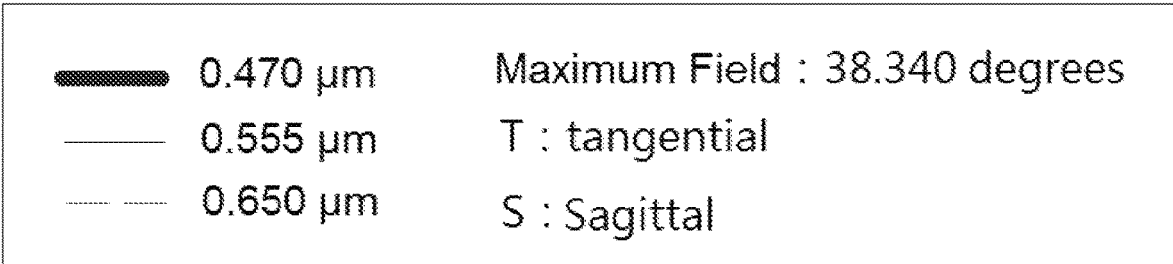 0.470 μm Maximum Field : 38.340 degrees
0.555 μm T : tangential
0.650 μm S : Sagittal